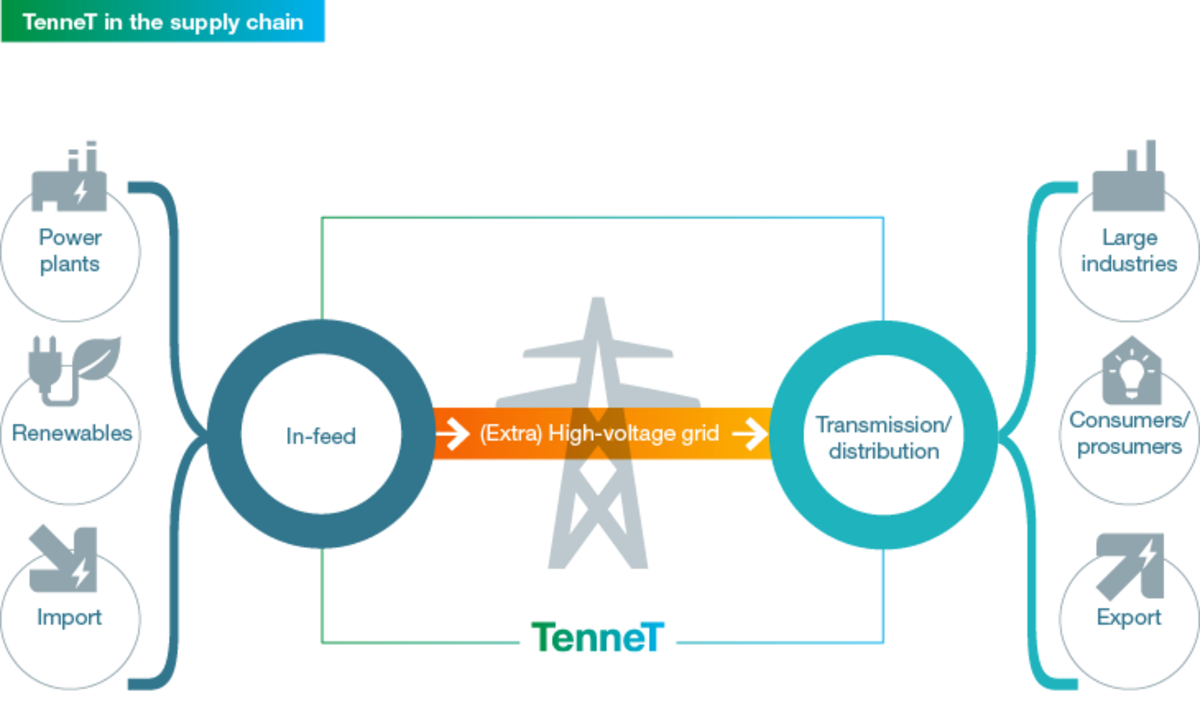 TenneT in the supply chain
Power
plants
Renewables
Import
In-feed
(Extra) High-voltage grid
Transmission/
distribution
Large
industries
Consumers/
prosumers
Export
TenneT